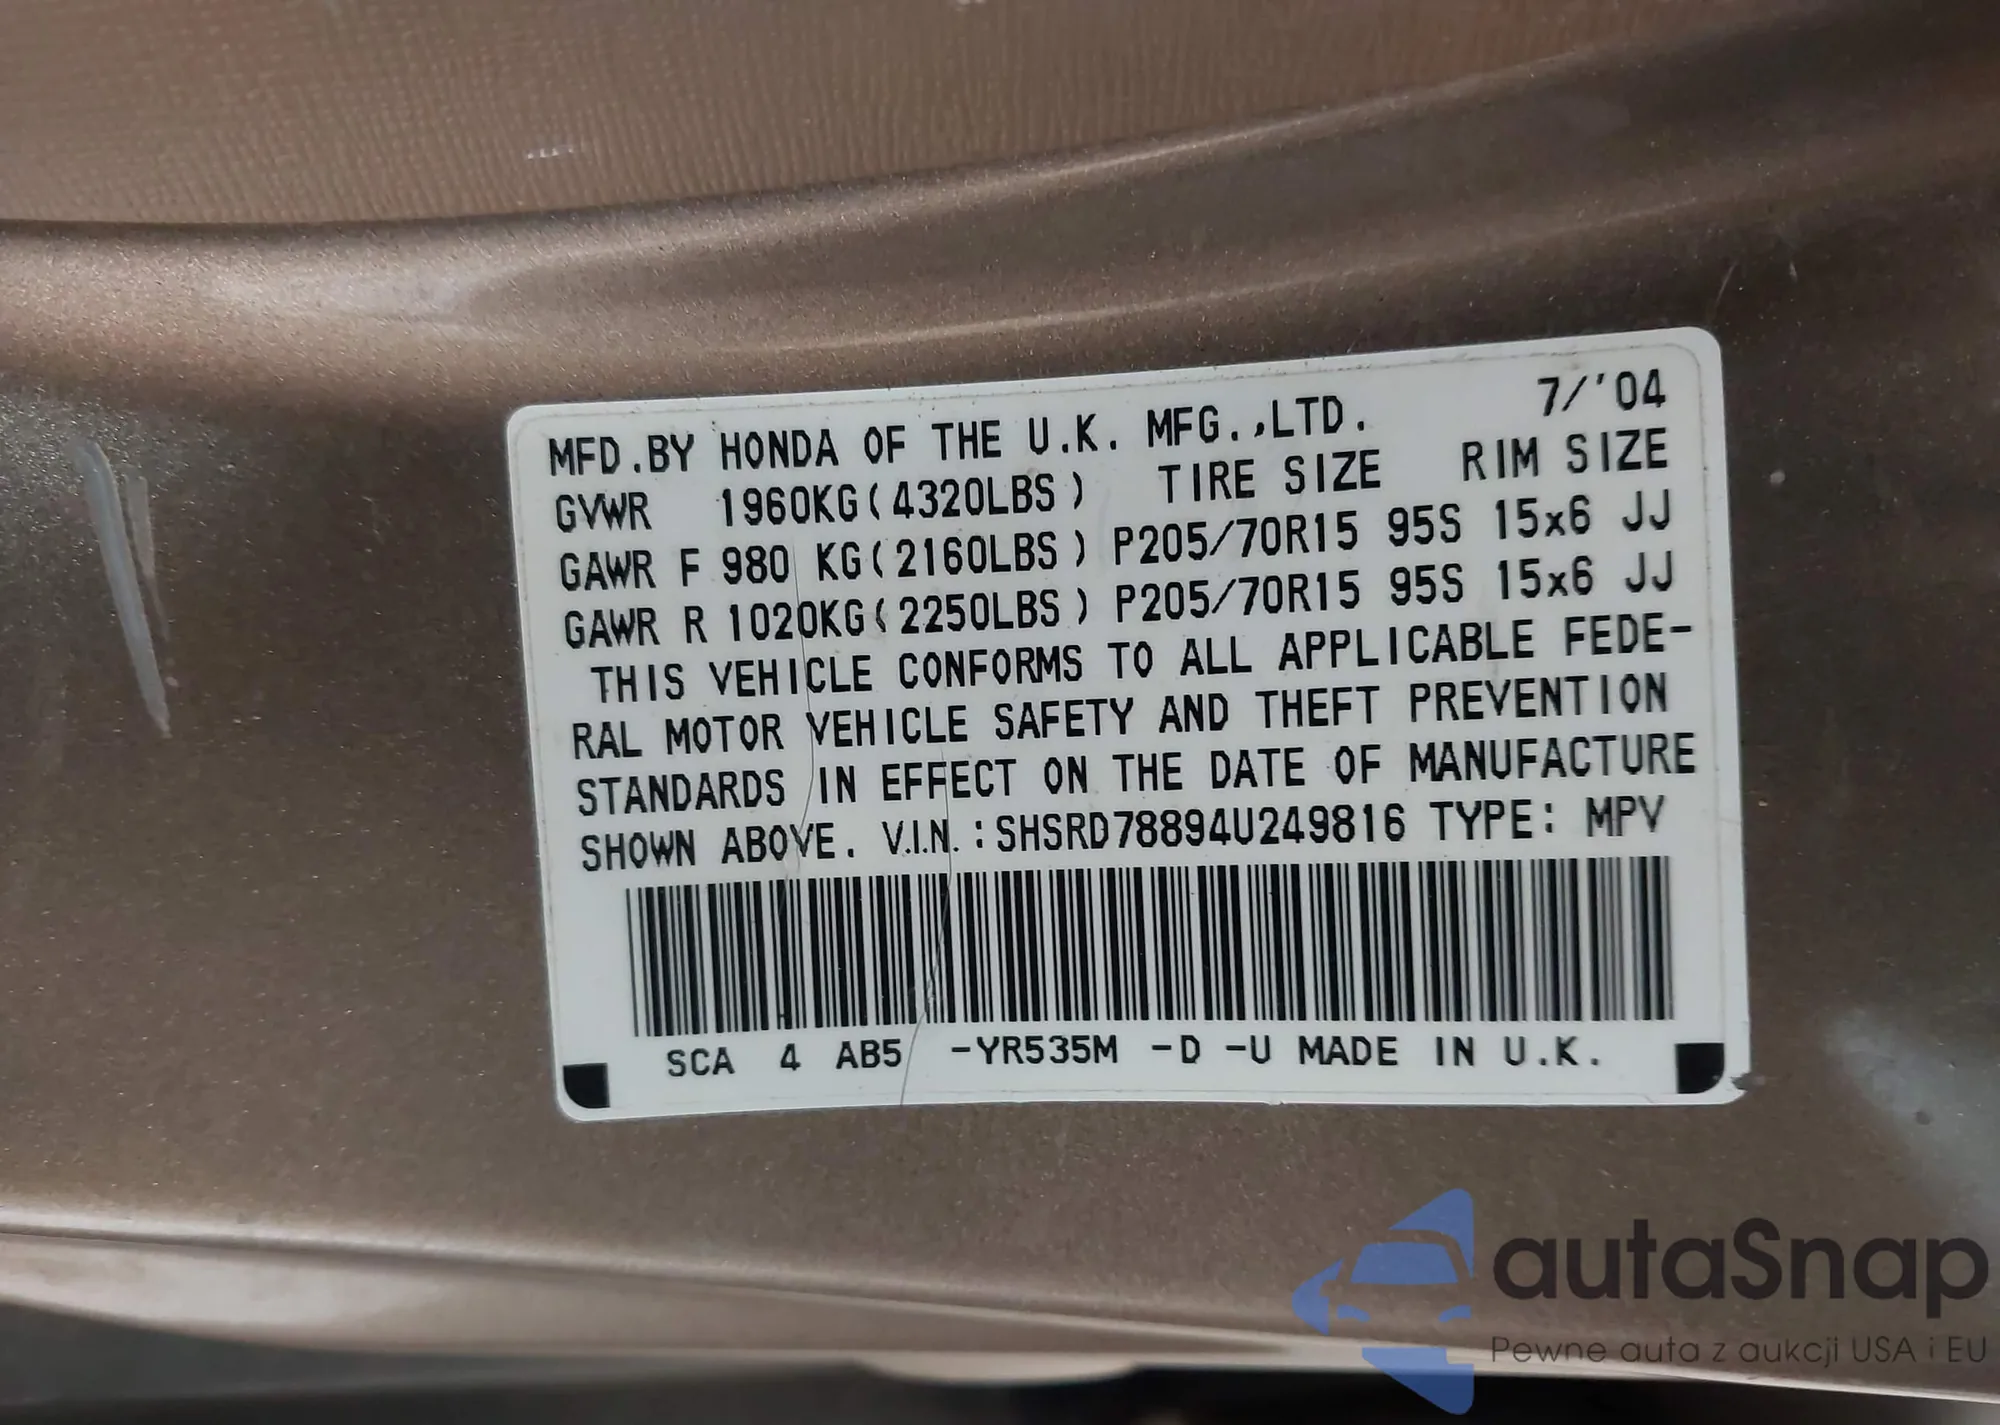 MFD.BY HONDA OF THE U.K. MFG.,LTD. 7/'04
GVWR 1960KG(4320LBS) TIRE SIZE RIM SIZE
GAWR F 980 KG(2160LBS) P205/70R15 95S 15x6 JJ
GAWR R 1020KG(2250LBS) P205/70R15 95S 15x6 JJ
THIS VEHICLE CONFORMS TO ALL APPLICABLE FEDE-
RAL MOTOR VEHICLE SAFETY AND THEFT PREVENTION
STANDARDS IN EFFECT ON THE DATE OF MANUFACTURE
SHOWN ABOVE. V.I.N.:SHSRD78894U249816 TYPE: MPV
SCA 4 AB5 -YR535M -D -U MADE IN U.K.
autaSnap
Pewne auta z aukcji USA i EU